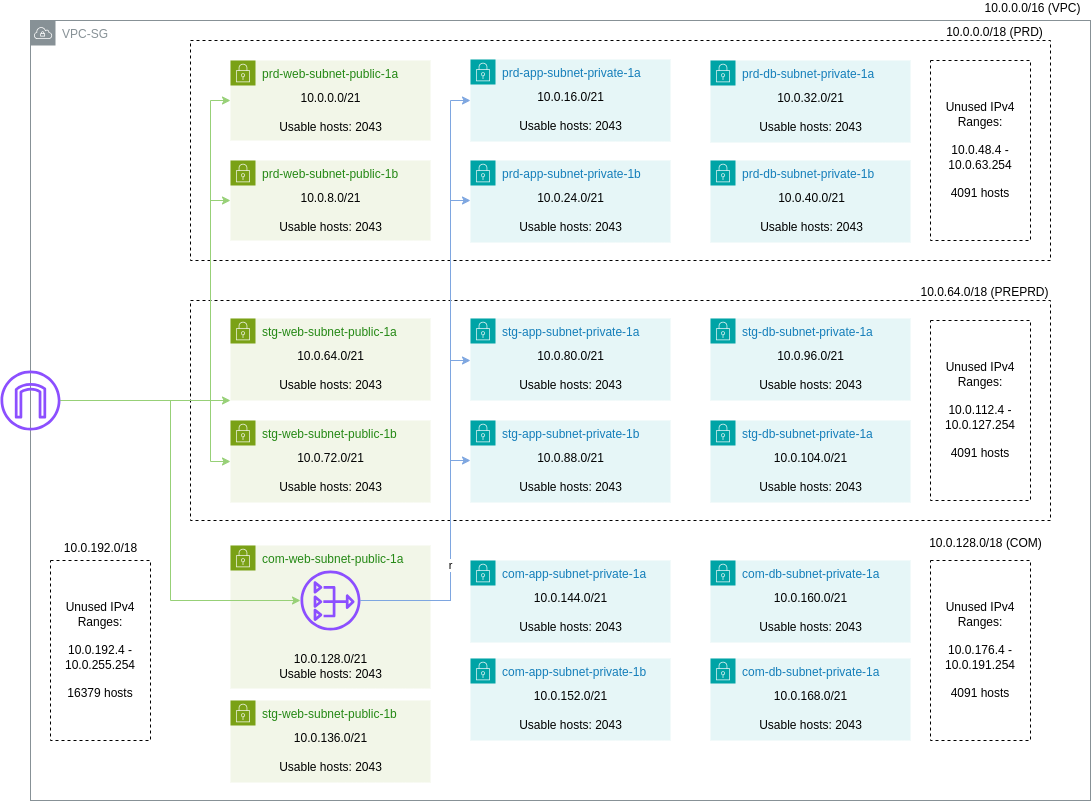 10.0.0.0/16 (VPC)
VPC-SG
10.0.0.0/18 (PRD)
prd-web-subnet-public-1a
10.0.0.0/21
Usable hosts: 2043
prd-app-subnet-private-1a
10.0.16.0/21
Usable hosts: 2043
prd-db-subnet-private-1a
10.0.32.0/21
Usable hosts: 2043
prd-web-subnet-public-1b
10.0.8.0/21
Usable hosts: 2043
prd-app-subnet-private-1b
10.0.24.0/21
Usable hosts: 2043
prd-db-subnet-private-1b
10.0.40.0/21
Usable hosts: 2043
Unused IPv4
Ranges:
10.0.48.4 -
10.0.63.254
4091 hosts
10.0.64.0/18 (PREPRD)
stg-web-subnet-public-1a
10.0.64.0/21
Usable hosts: 2043
stg-app-subnet-private-1a
10.0.80.0/21
Usable hosts: 2043
stg-db-subnet-private-1a
10.0.96.0/21
Usable hosts: 2043
stg-web-subnet-public-1b
10.0.72.0/21
Usable hosts: 2043
stg-app-subnet-private-1b
10.0.88.0/21
Usable hosts: 2043
stg-db-subnet-private-1a
10.0.104.0/21
Usable hosts: 2043
Unused IPv4
Ranges:
10.0.112.4 -
10.0.127.254
4091 hosts
10.0.192.0/18
Unused IPv4
Ranges:
10.0.192.4 -
10.0.255.254
16379 hosts
10.0.128.0/18 (COM)
com-web-subnet-public-1a
10.0.128.0/21
Usable hosts: 2043
r
com-app-subnet-private-1a
10.0.144.0/21
Usable hosts: 2043
com-db-subnet-private-1a
10.0.160.0/21
Usable hosts: 2043
stg-web-subnet-public-1b
10.0.136.0/21
Usable hosts: 2043
com-app-subnet-private-1b
10.0.152.0/21
Usable hosts: 2043
com-db-subnet-private-1a
10.0.168.0/21
Usable hosts: 2043
Unused IPv4
Ranges:
10.0.176.4 -
10.0.191.254
4091 hosts